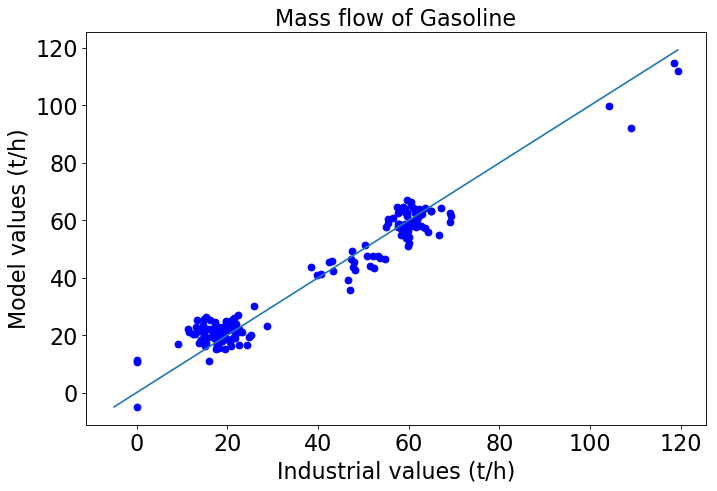 Mass flow of Gasoline
Model values (t/h)
120
100
80
60
40
20
0
0 20 40 60 80 100 120
Industrial values (t/h)